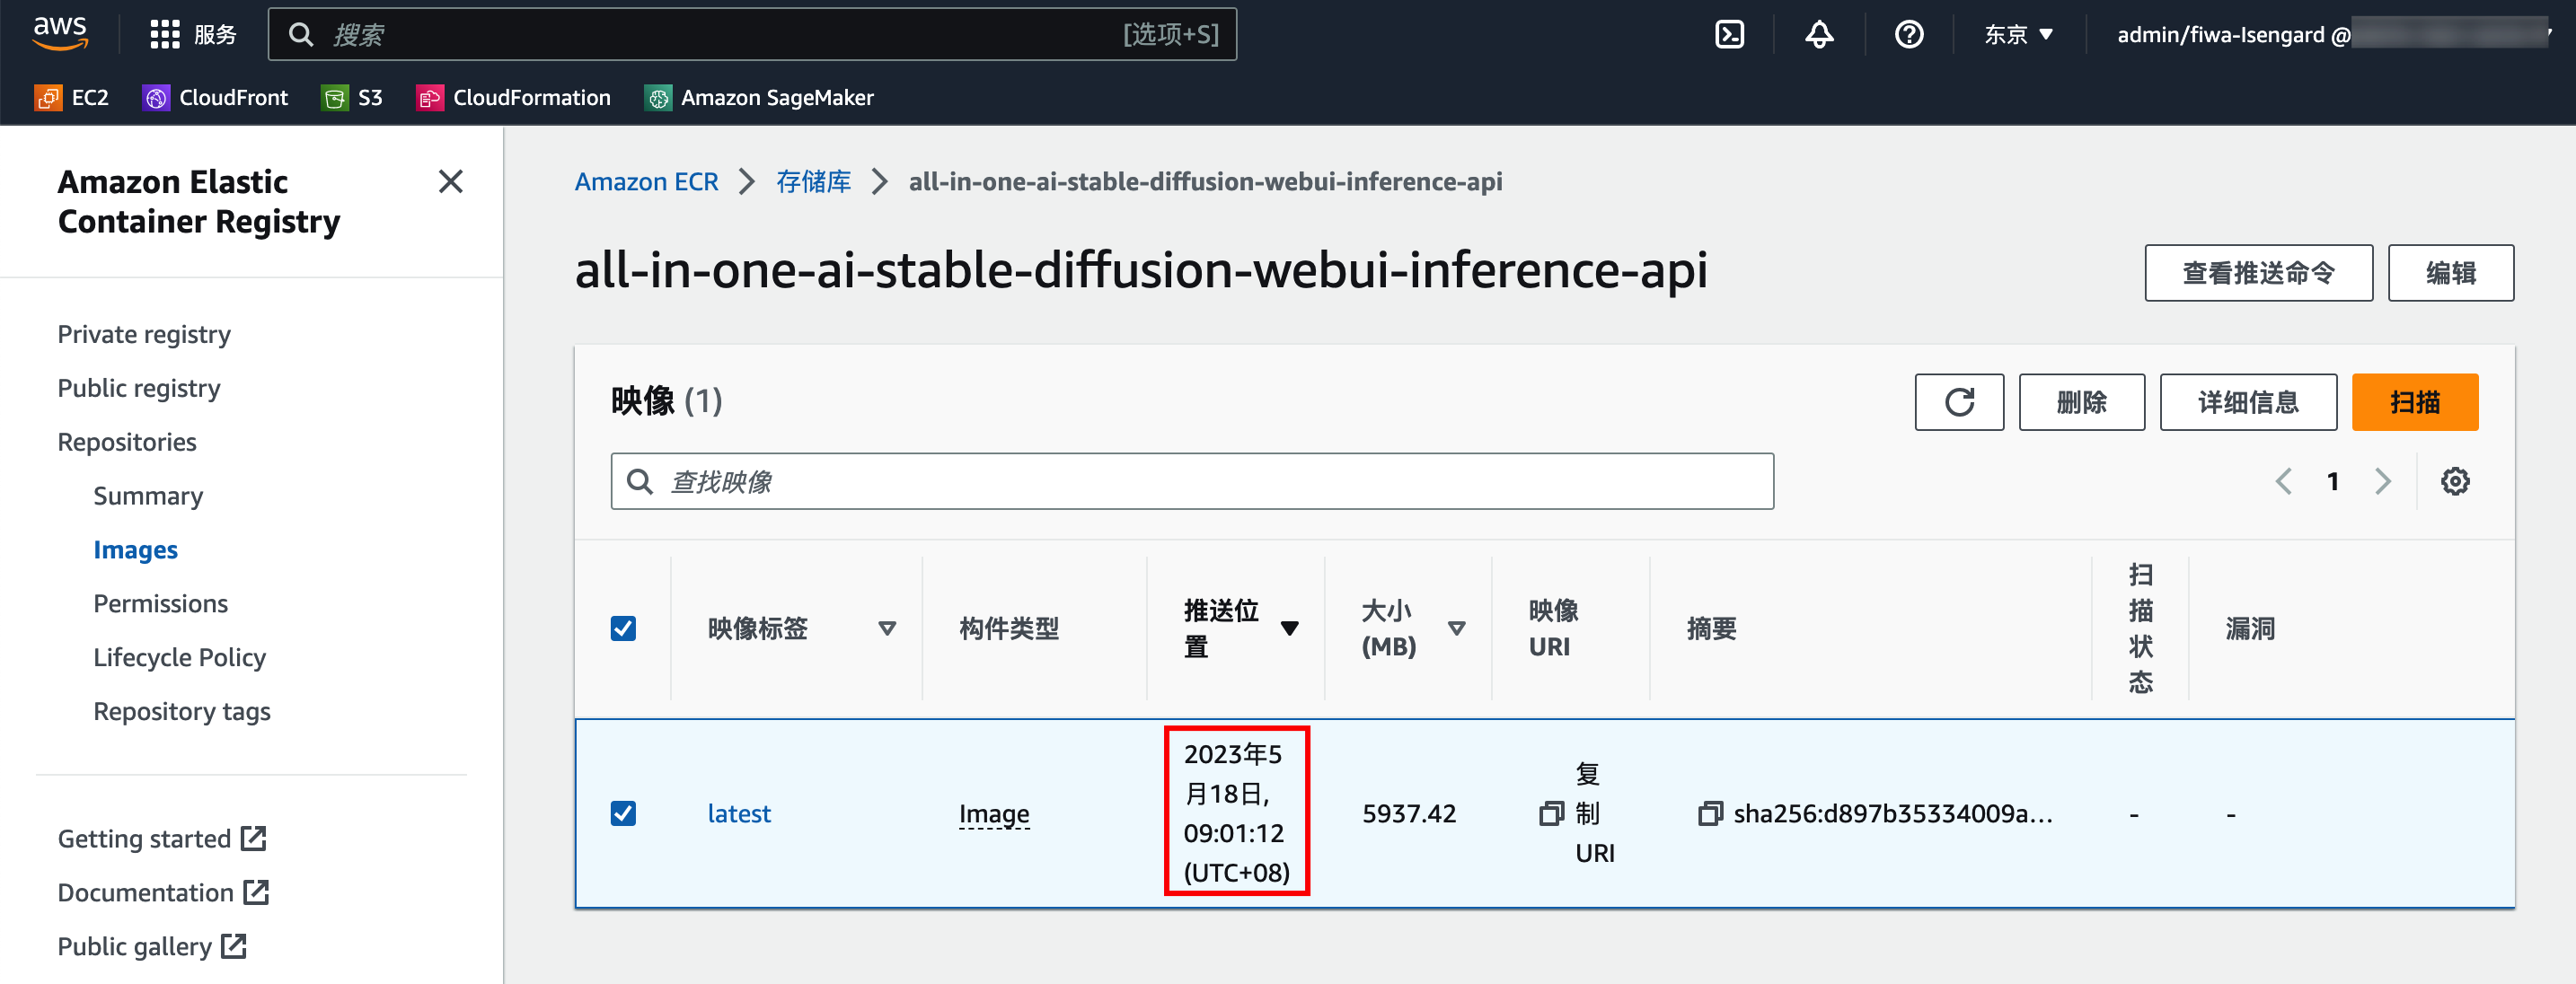 aws
服务
搜索
[选项+S]
东京
admin/fiwa-Isengard @
EC2
CloudFront
S3
CloudFormation
Amazon SageMaker
Amazon Elastic
Container Registry
Private registry
Public registry
Repositories
Summary
Images
Permissions
Lifecycle Policy
Repository tags
Getting started
Documentation
Public gallery
Amazon ECR
存储库
all-in-one-ai-stable-diffusion-webui-inference-api
all-in-one-ai-stable-diffusion-webui-inference-api
查看推送命令
编辑
映像 (1)
删除
详细信息
扫描
查找映像
1
映像标签
构件类型
推送位
置
大小
(MB)
映像
URI
摘要
扫
描
状
态
漏洞
latest
Image
2023年5
月18日,
09:01:12
(UTC+08)
5937.42
复
制
URI
sha256:d897b35334009a...
-
-